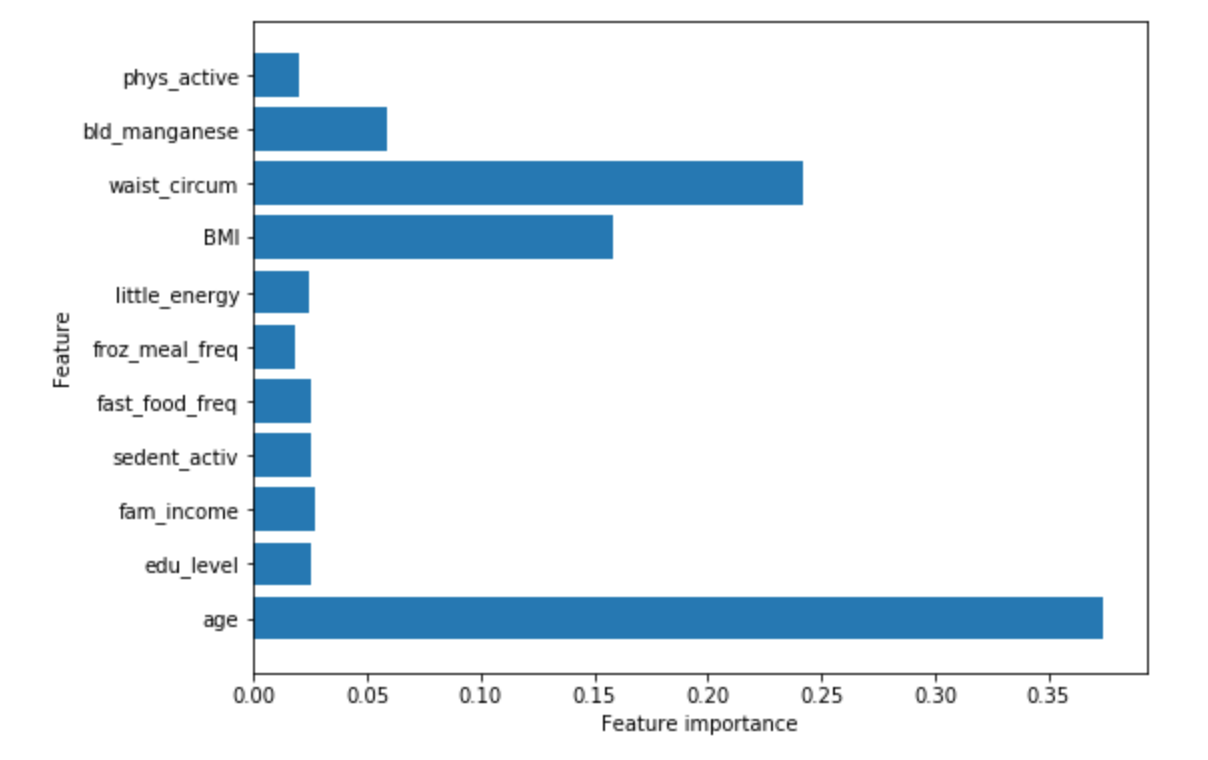 phys_active
bld_manganese
waist_circum
BMI
little_energy
froz_meal_freq
fast_food_freq
sedent_activ
fam_income
edu_level
age
Feature
0.00 0.05 0.10 0.15 0.20 0.25 0.30 0.35
Feature importance